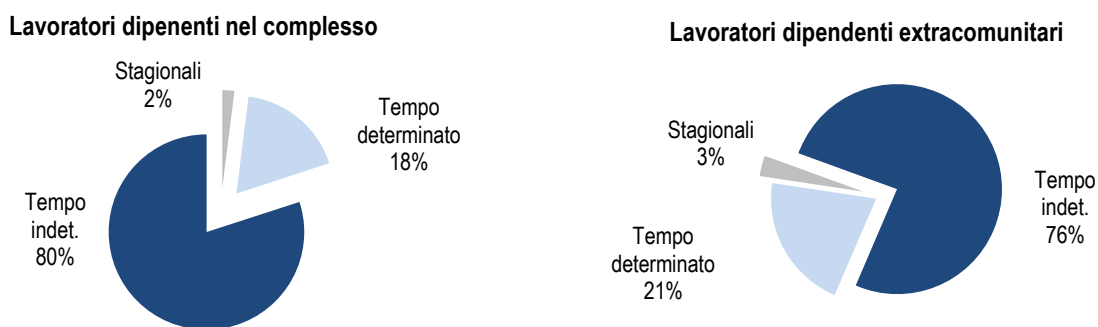 Lavoratori dipenenti nel complesso
Stagionali
2%
Tempo
determinato
18%
Tempo
indet.
80%
Lavoratori dipendenti extracomunitari
Stagionali
3%
Tempo
indet.
76%
Tempo
determinato
21%